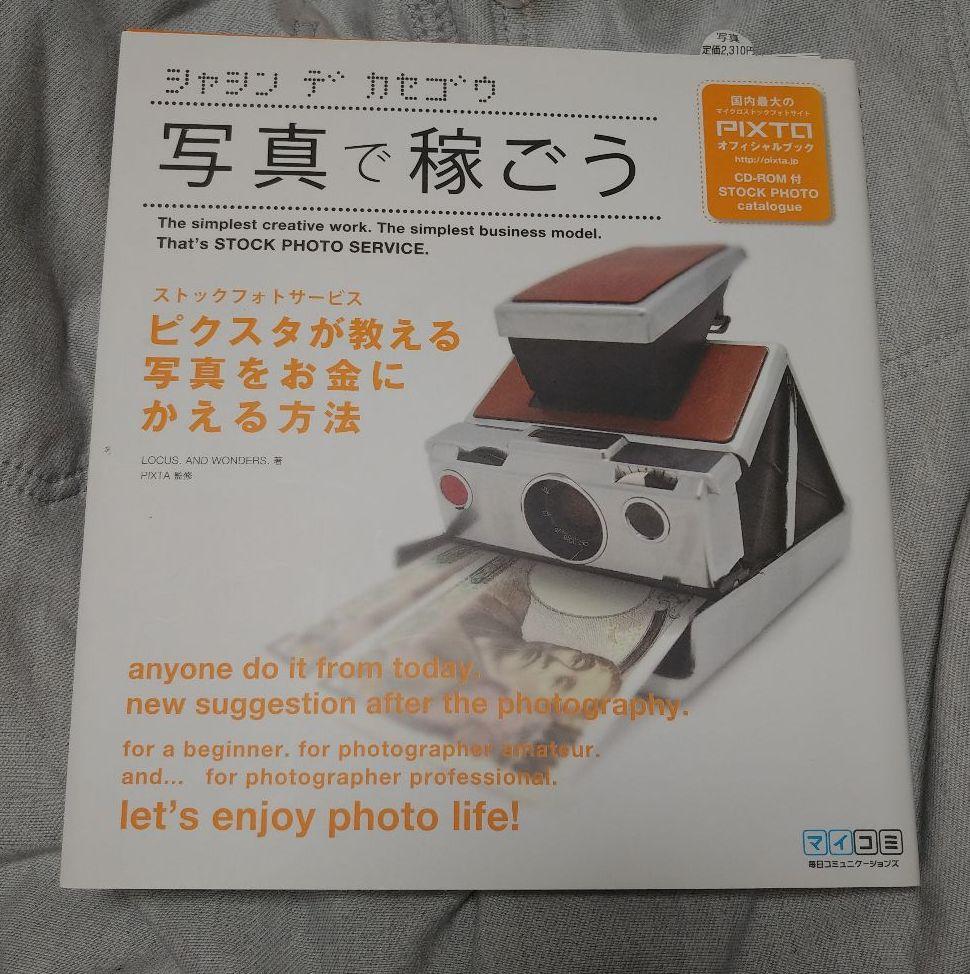 写真
定価2,310円
シャシン デ カセゴウ
写真で稼ごう
The simplest creative work. The simplest business model.
That's STOCK PHOTO SERVICE.
国内最大の
マイクロストックフォトサイト
PIXTA
オフィシャルブック
http://pixta.jp
CD-ROM 付
STOCK PHOTO
catalogue
ストックフォトサービス
ピクスタが教える
写真をお金に
かえる方法
LOCUS. AND WONDERS. 著
PIXTA 監修
anyone do it from today.
new suggestion after the photography.
for a beginner. for photographer amateur.
and... for photographer professional.
let's enjoy photo life!
マイコミ
毎日コミュニケーションズ